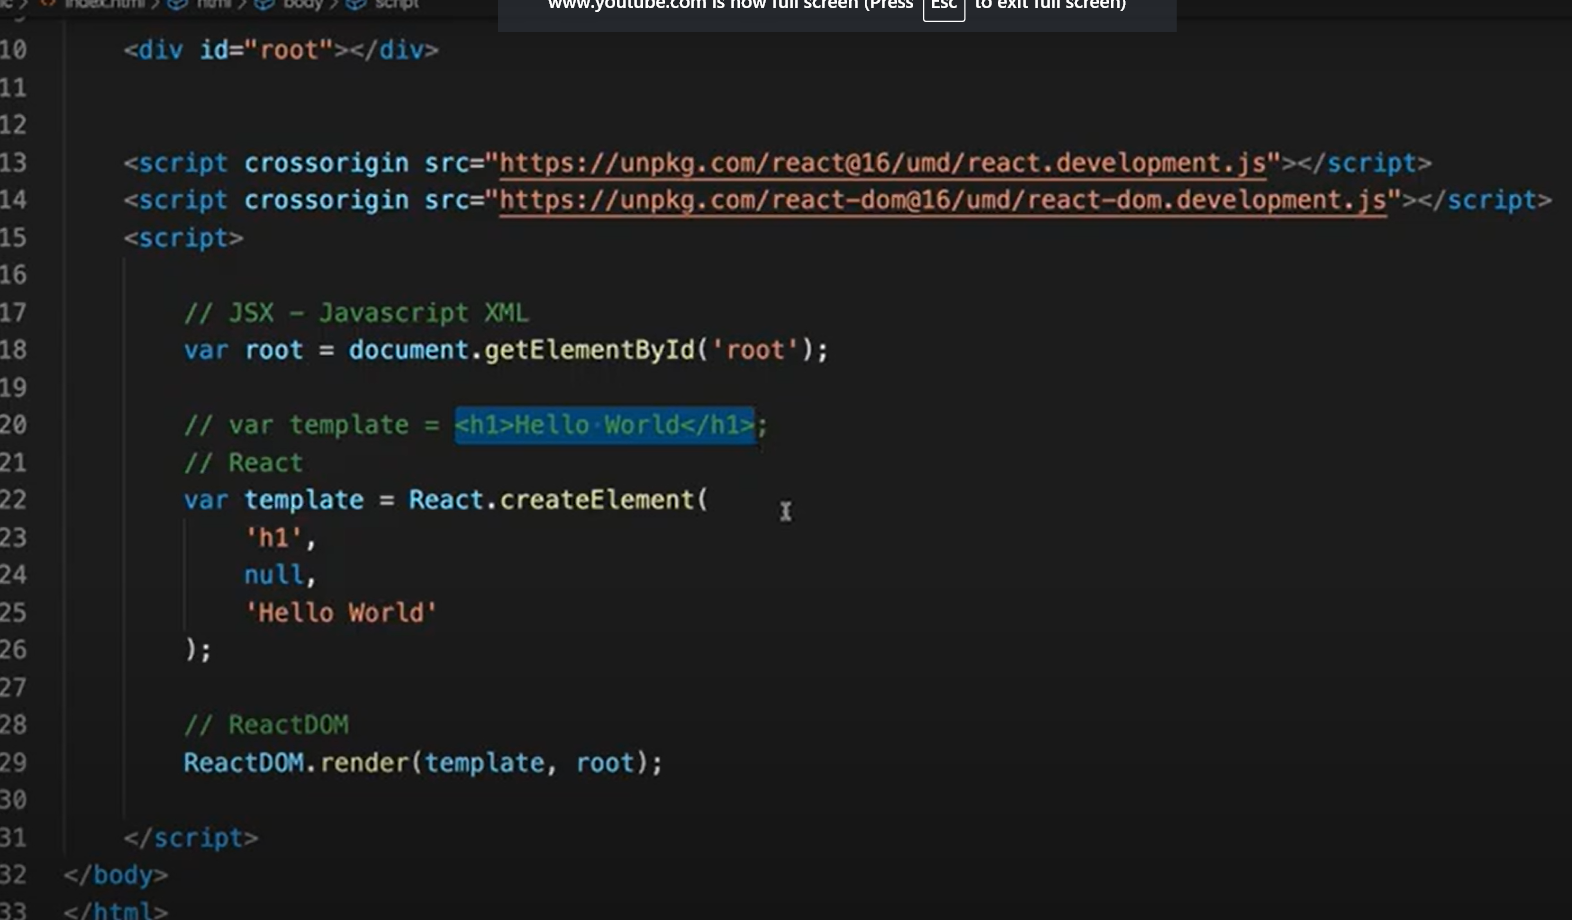 index.html > html > body > script
www.youtube.com is now full screen (Press Esc to exit full screen)
10 <div id="root"></div>
11
12
13 <script crossorigin src="https://unpkg.com/react@16/umd/react.development.js"></script>
14 <script crossorigin src="https://unpkg.com/react-dom@16/umd/react-dom.development.js"></script>
15 <script>
16
17 // JSX - Javascript XML
18 var root = document.getElementById('root');
19
20 // var template = <h1>Hello·World</h1>;
21 // React
22 var template = React.createElement(
23 'h1',
24 null,
25 'Hello World'
26 );
27
28 // ReactDOM
29 ReactDOM.render(template, root);
30
31 </script>
32 </body>
33 </html>